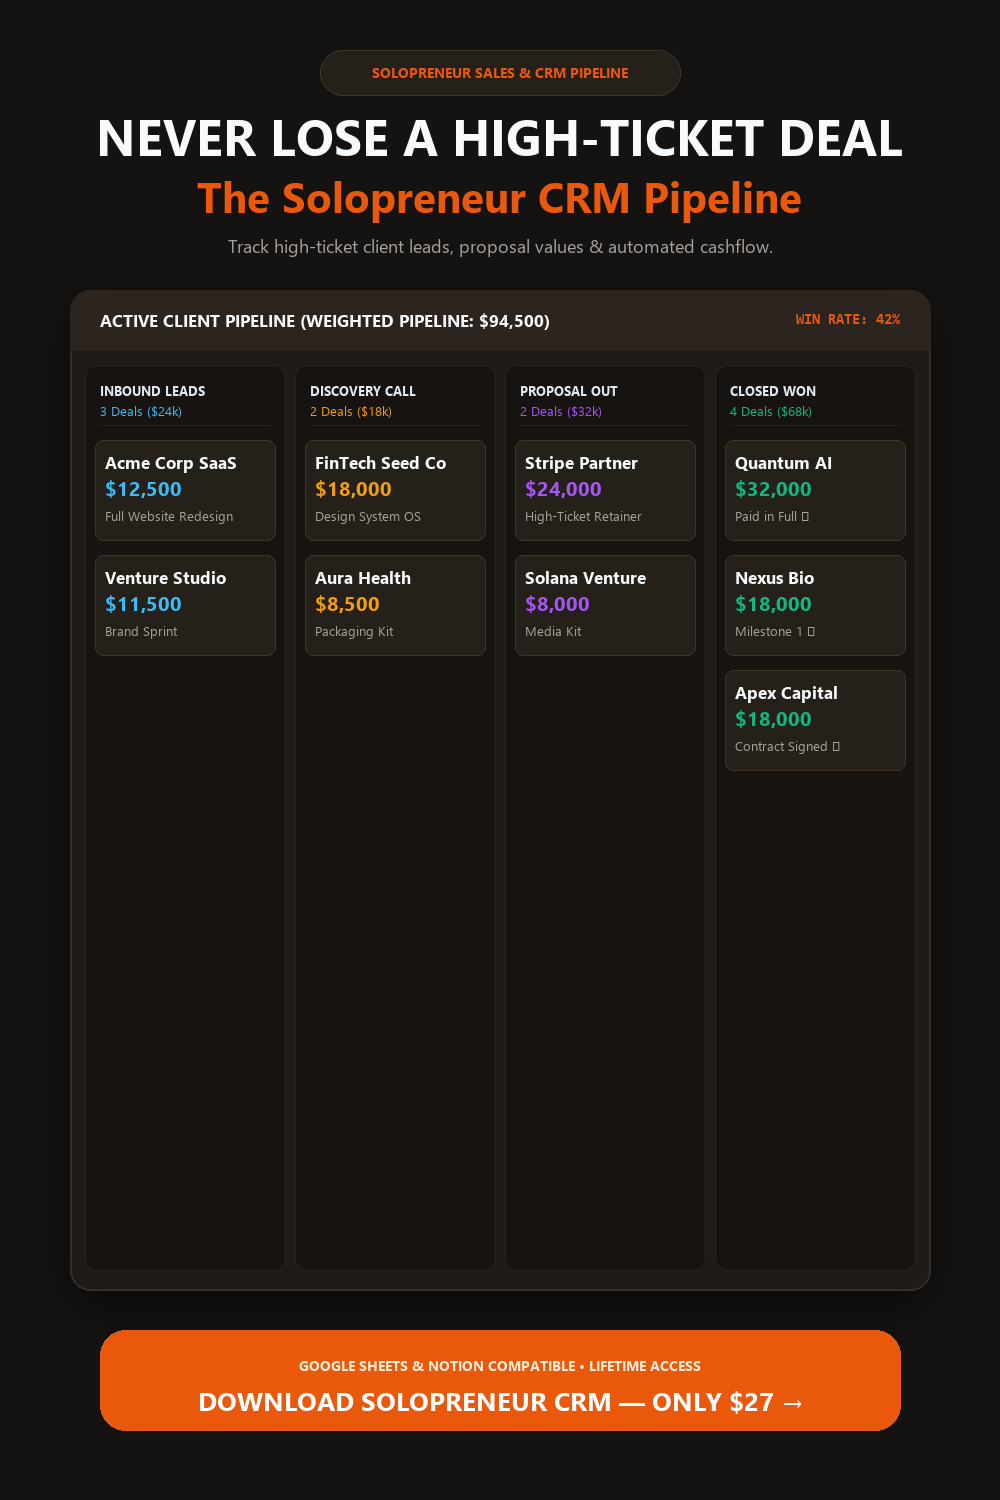 SOLOPRENEUR SALES & CRM PIPELINE
NEVER LOSE A HIGH-TICKET DEAL
The Solopreneur CRM Pipeline
Track high-ticket client leads, proposal values & automated cashflow.
ACTIVE CLIENT PIPELINE (WEIGHTED PIPELINE: $94,500)
WIN RATE: 42%
INBOUND LEADS
3 Deals ($24k)
Acme Corp SaaS
$12,500
Full Website Redesign
Venture Studio
$11,500
Brand Sprint
DISCOVERY CALL
2 Deals ($18k)
FinTech Seed Co
$18,000
Design System OS
Aura Health
$8,500
Packaging Kit
PROPOSAL OUT
2 Deals ($32k)
Stripe Partner
$24,000
High-Ticket Retainer
Solana Venture
$8,000
Media Kit
CLOSED WON
4 Deals ($68k)
Quantum AI
$32,000
Paid in Full
Nexus Bio
$18,000
Milestone 1
Apex Capital
$18,000
Contract Signed
GOOGLE SHEETS & NOTION COMPATIBLE • LIFETIME ACCESS
DOWNLOAD SOLOPRENEUR CRM — ONLY $27 →